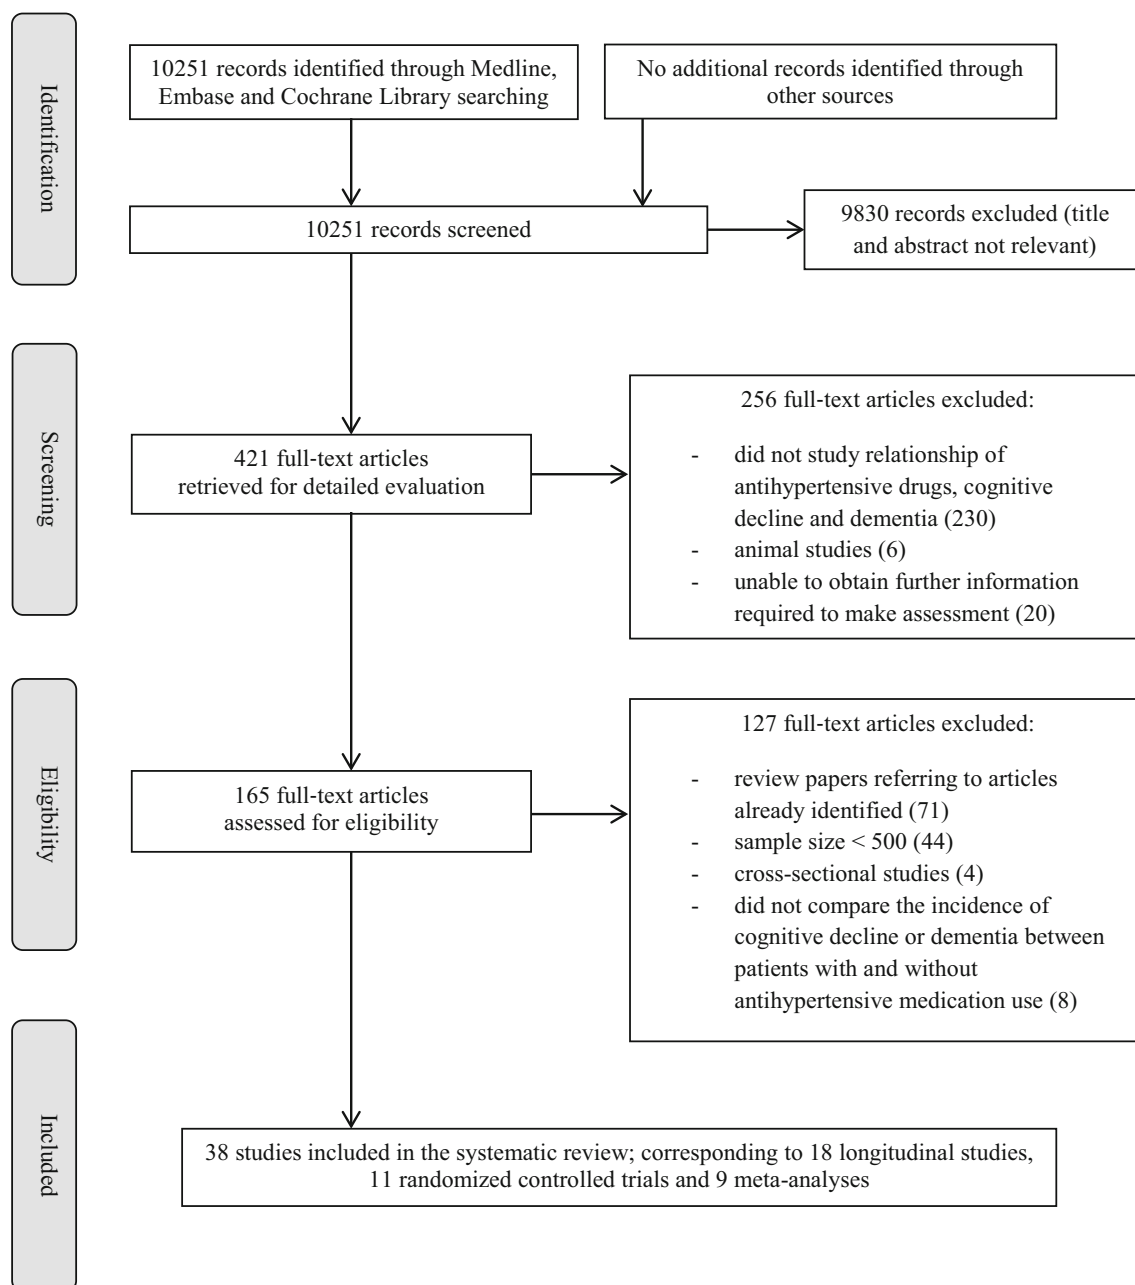 Identification
10251 records identified through Medline,
Embase and Cochrane Library searching
No additional records identified through
other sources
10251 records screened
9830 records excluded (title
and abstract not relevant)
Screening
421 full-text articles
retrieved for detailed evaluation
256 full-text articles excluded:
- did not study relationship of
antihypertensive drugs, cognitive
decline and dementia (230)
- animal studies (6)
- unable to obtain further information
required to make assessment (20)
Eligibility
165 full-text articles
assessed for eligibility
127 full-text articles excluded:
- review papers referring to articles
already identified (71)
- sample size < 500 (44)
- cross-sectional studies (4)
- did not compare the incidence of
cognitive decline or dementia between
patients with and without
antihypertensive medication use (8)
Included
38 studies included in the systematic review; corresponding to 18 longitudinal studies,
11 randomized controlled trials and 9 meta-analyses